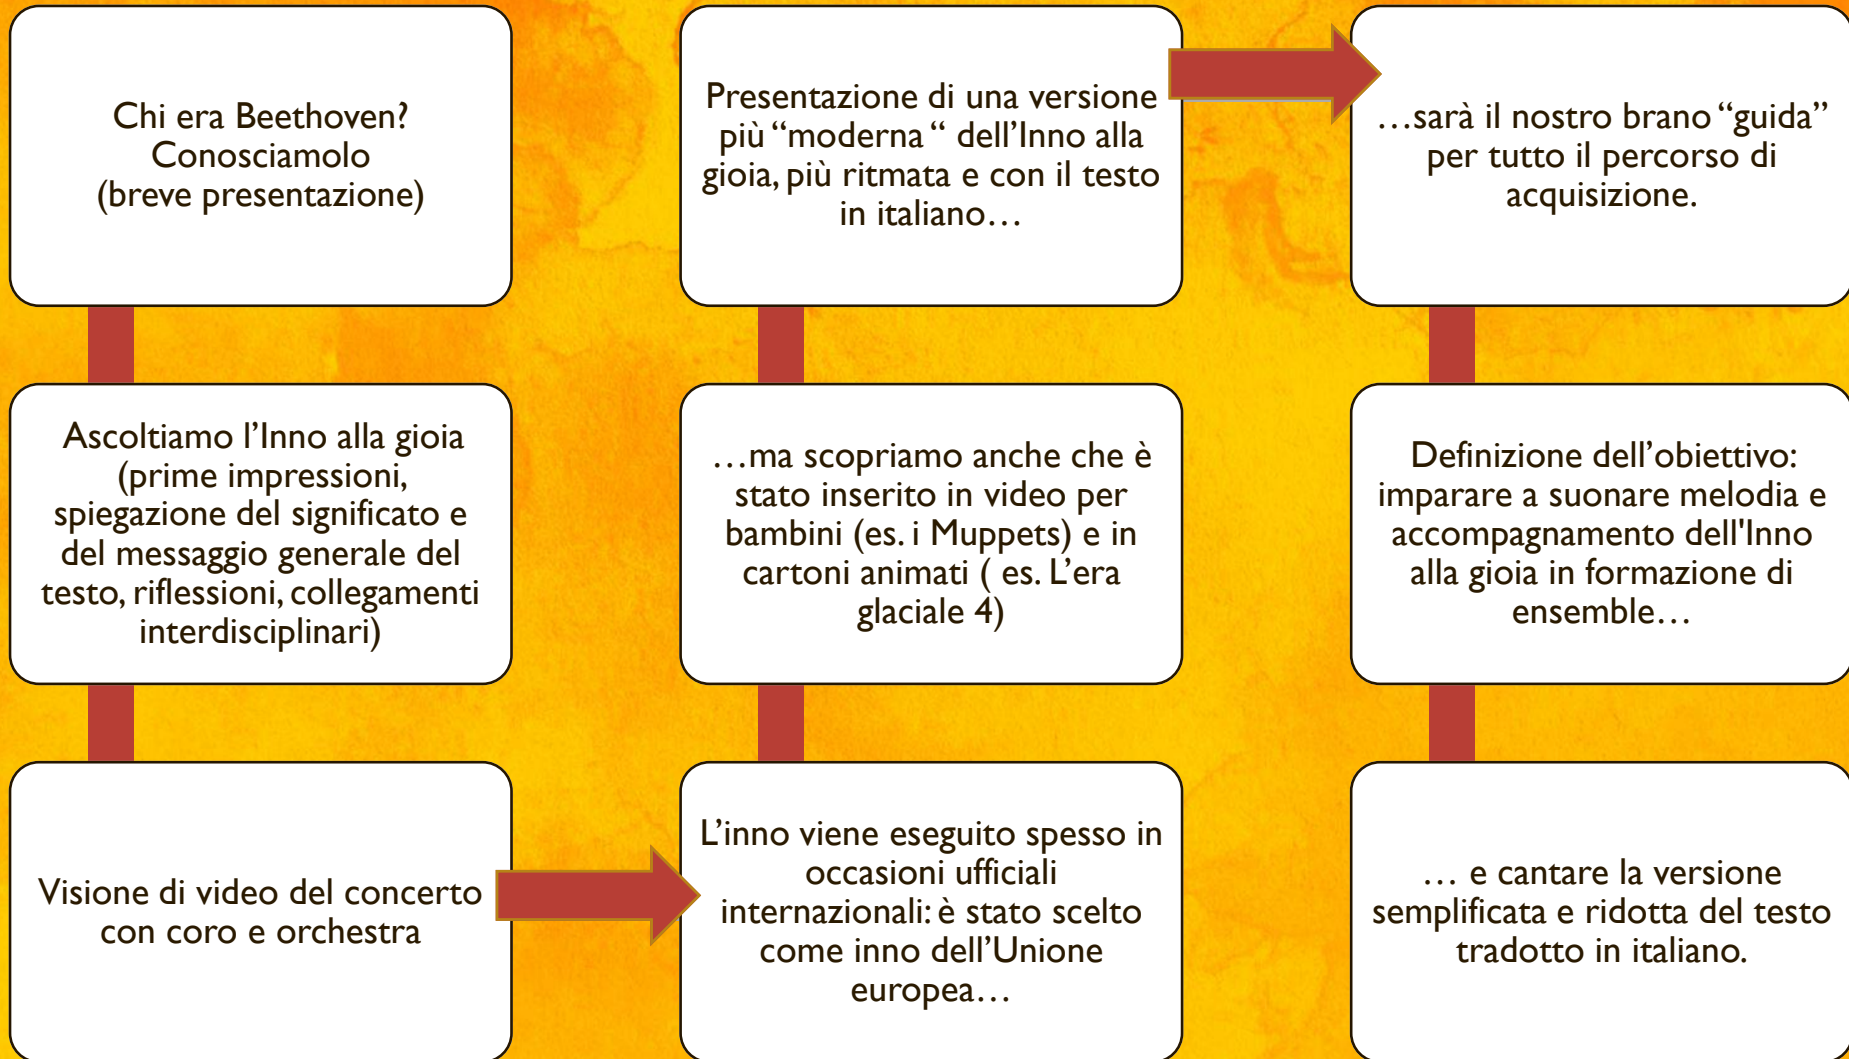 Chi era Beethoven?
Conosciamolo
(breve presentazione)
Ascoltiamo l’Inno alla gioia
(prime impressioni,
spiegazione del significato e
del messaggio generale del
testo, riflessioni, collegamenti
interdisciplinari)
Visione di video del concerto
con coro e orchestra
L’inno viene eseguito spesso in
occasioni ufficiali
internazionali: è stato scelto
come inno dell’Unione
europea…
…ma scopriamo anche che è
stato inserito in video per
bambini (es. i Muppets) e in
cartoni animati ( es. L’era
glaciale 4)
Presentazione di una versione
più “moderna “ dell’Inno alla
gioia, più ritmata e con il testo
in italiano…
…sarà il nostro brano “guida”
per tutto il percorso di
acquisizione.
Definizione dell’obiettivo:
imparare a suonare melodia e
accompagnamento dell'Inno
alla gioia in formazione di
ensemble…
… e cantare la versione
semplificata e ridotta del testo
tradotto in italiano.